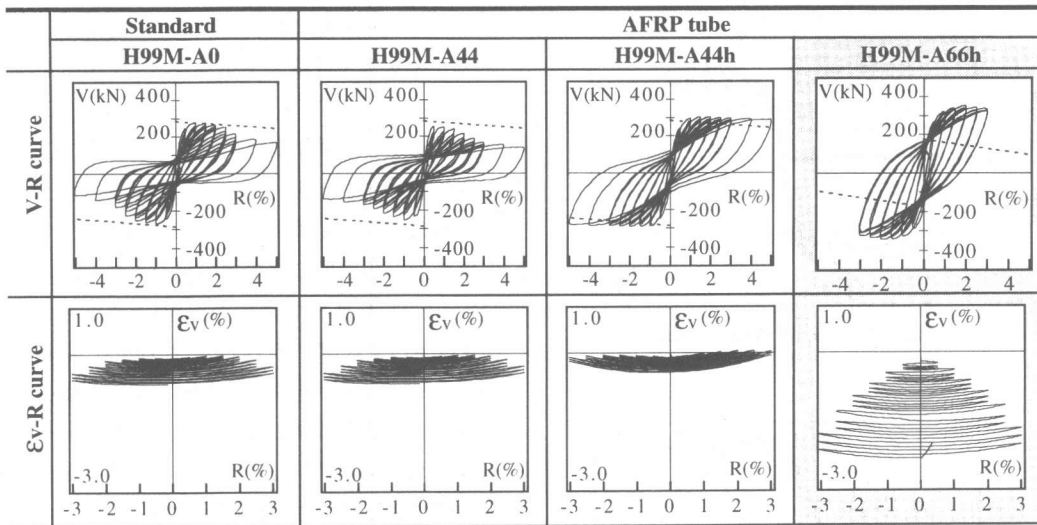 Standard AFRP tube
H99M-A0 H99M-A44 H99M-A44h H99M-A66h
V-R curve
V(kN) 400 V(kN) 400 V(kN) 400 V(kN) 400
200 200 200 200
R(%) R(%) R(%) R(%)
-200 -200 -200 -200
-400 -400 -400 -400
-4 -2 0 2 4 -4 -2 0 2 4 -4 -2 0 2 4 -4 -2 0 2 4
Ɛv-R curve
1.0 Ɛv(%) 1.0 Ɛv(%) 1.0 Ɛv(%) 1.0 Ɛv(%)
-3.0 R(%) -3.0 R(%) -3.0 R(%) -3.0 R(%)
-3 -2 -1 0 1 2 3 -3 -2 -1 0 1 2 3 -3 -2 -1 0 1 2 3 -3 -2 -1 0 1 2 3